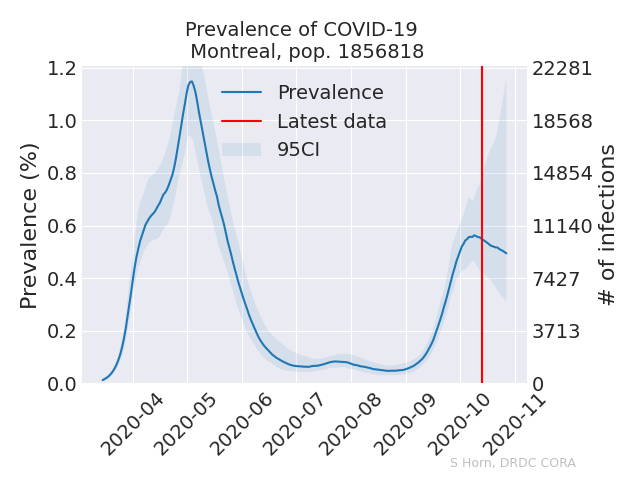 Prevalence of COVID-19
Montreal, pop. 1856818
Prevalence (%)
1.2
1.0
0.8
0.6
0.4
0.2
0.0
Prevalence
Latest data
95CI
22281
18568
14854
11140
7427
3713
0
# of infections
2020-04
2020-05
2020-06
2020-07
2020-08
2020-09
2020-10
2020-11
S Horn, DRDC CORA